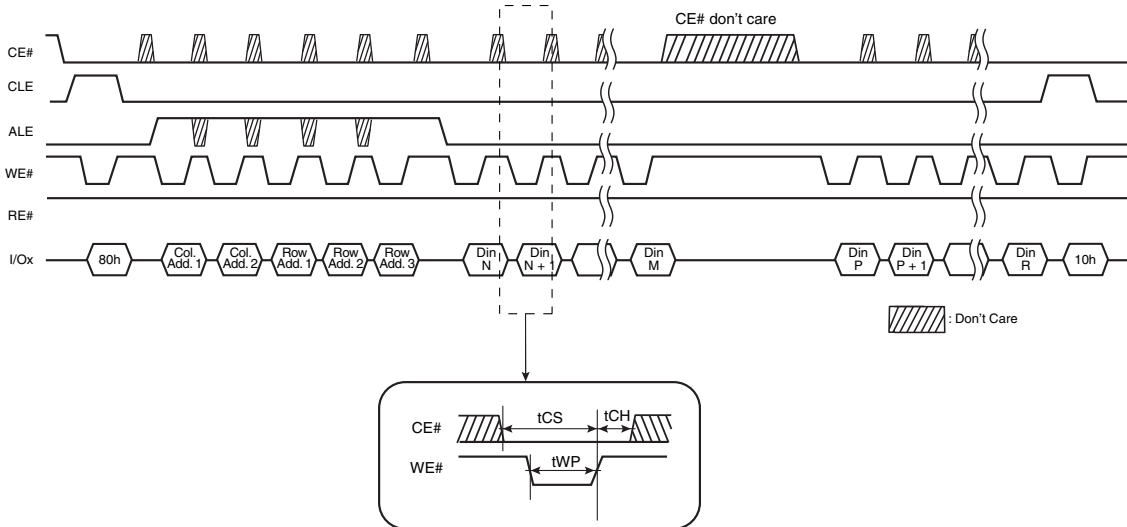 CE# don't care
CE#
CLE
ALE
WE#
RE#
I/Ox
80h
Col.
Add. 1
Col.
Add. 2
Row
Add. 1
Row
Add. 2
Row
Add. 3
Din
N
Din
N + 1
Din
M
Din
P
Din
P + 1
Din
R
10h
: Don't Care
CE#
tCS
tCH
WE#
tWP